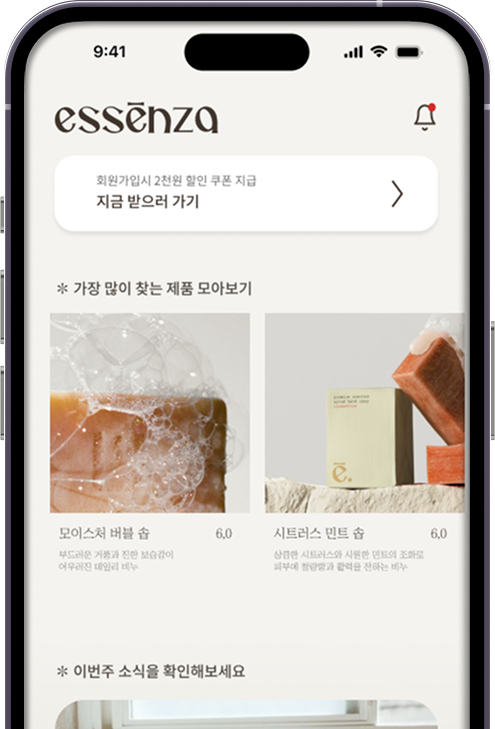 9:41
essēnza
회원가입시 2천원 할인 쿠폰 지급
지금 받으러 가기
✻ 가장 많이 찾는 제품 모아보기
ē.
모이스처 버블 솝 6,0
부드러운 거품과 진한 보습감이
어우러진 데일리 비누
시트러스 민트 솝 6,0
상큼한 시트러스와 시원한 민트의 조화로
피부에 청량함과 활력을 전하는 비누
✻ 이번주 소식을 확인해보세요